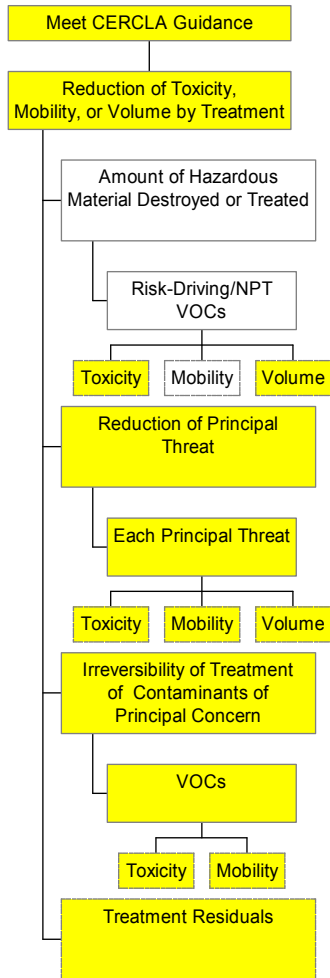 Meet CERCLA Guidance
Reduction of Toxicity,
Mobility, or Volume by Treatment
Amount of Hazardous
Material Destroyed or Treated
Risk-Driving/NPT
VOCs
Toxicity Mobility Volume
Reduction of Principal
Threat
Each Principal Threat
Toxicity Mobility Volume
Irreversibility of Treatment
of Contaminants of
Principal Concern
VOCs
Toxicity Mobility
Treatment Residuals